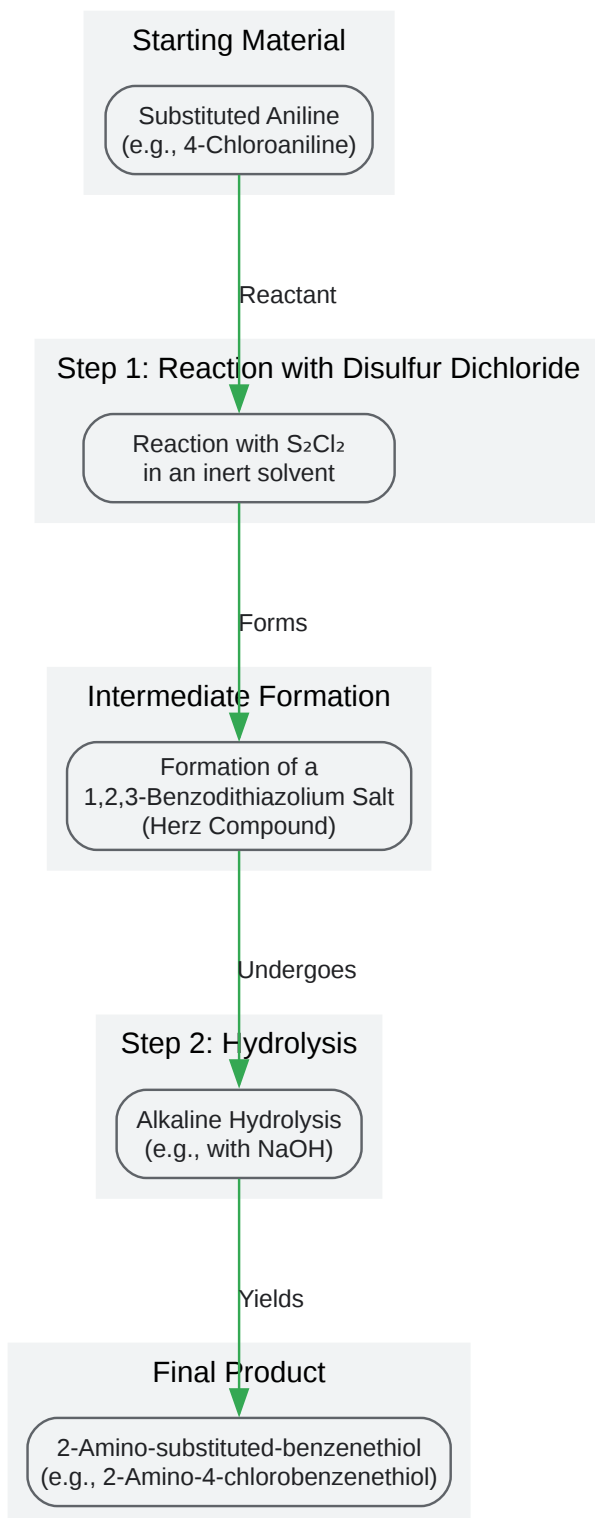 Starting Material
Substituted Aniline
(e.g., 4-Chloroaniline)
Reactant
Step 1: Reaction with Disulfur Dichloride
Reaction with S₂Cl₂
in an inert solvent
Forms
Intermediate Formation
Formation of a
1,2,3-Benzodithiazolium Salt
(Herz Compound)
Undergoes
Step 2: Hydrolysis
Alkaline Hydrolysis
(e.g., with NaOH)
Yields
Final Product
2-Amino-substituted-benzenethiol
(e.g., 2-Amino-4-chlorobenzenethiol)